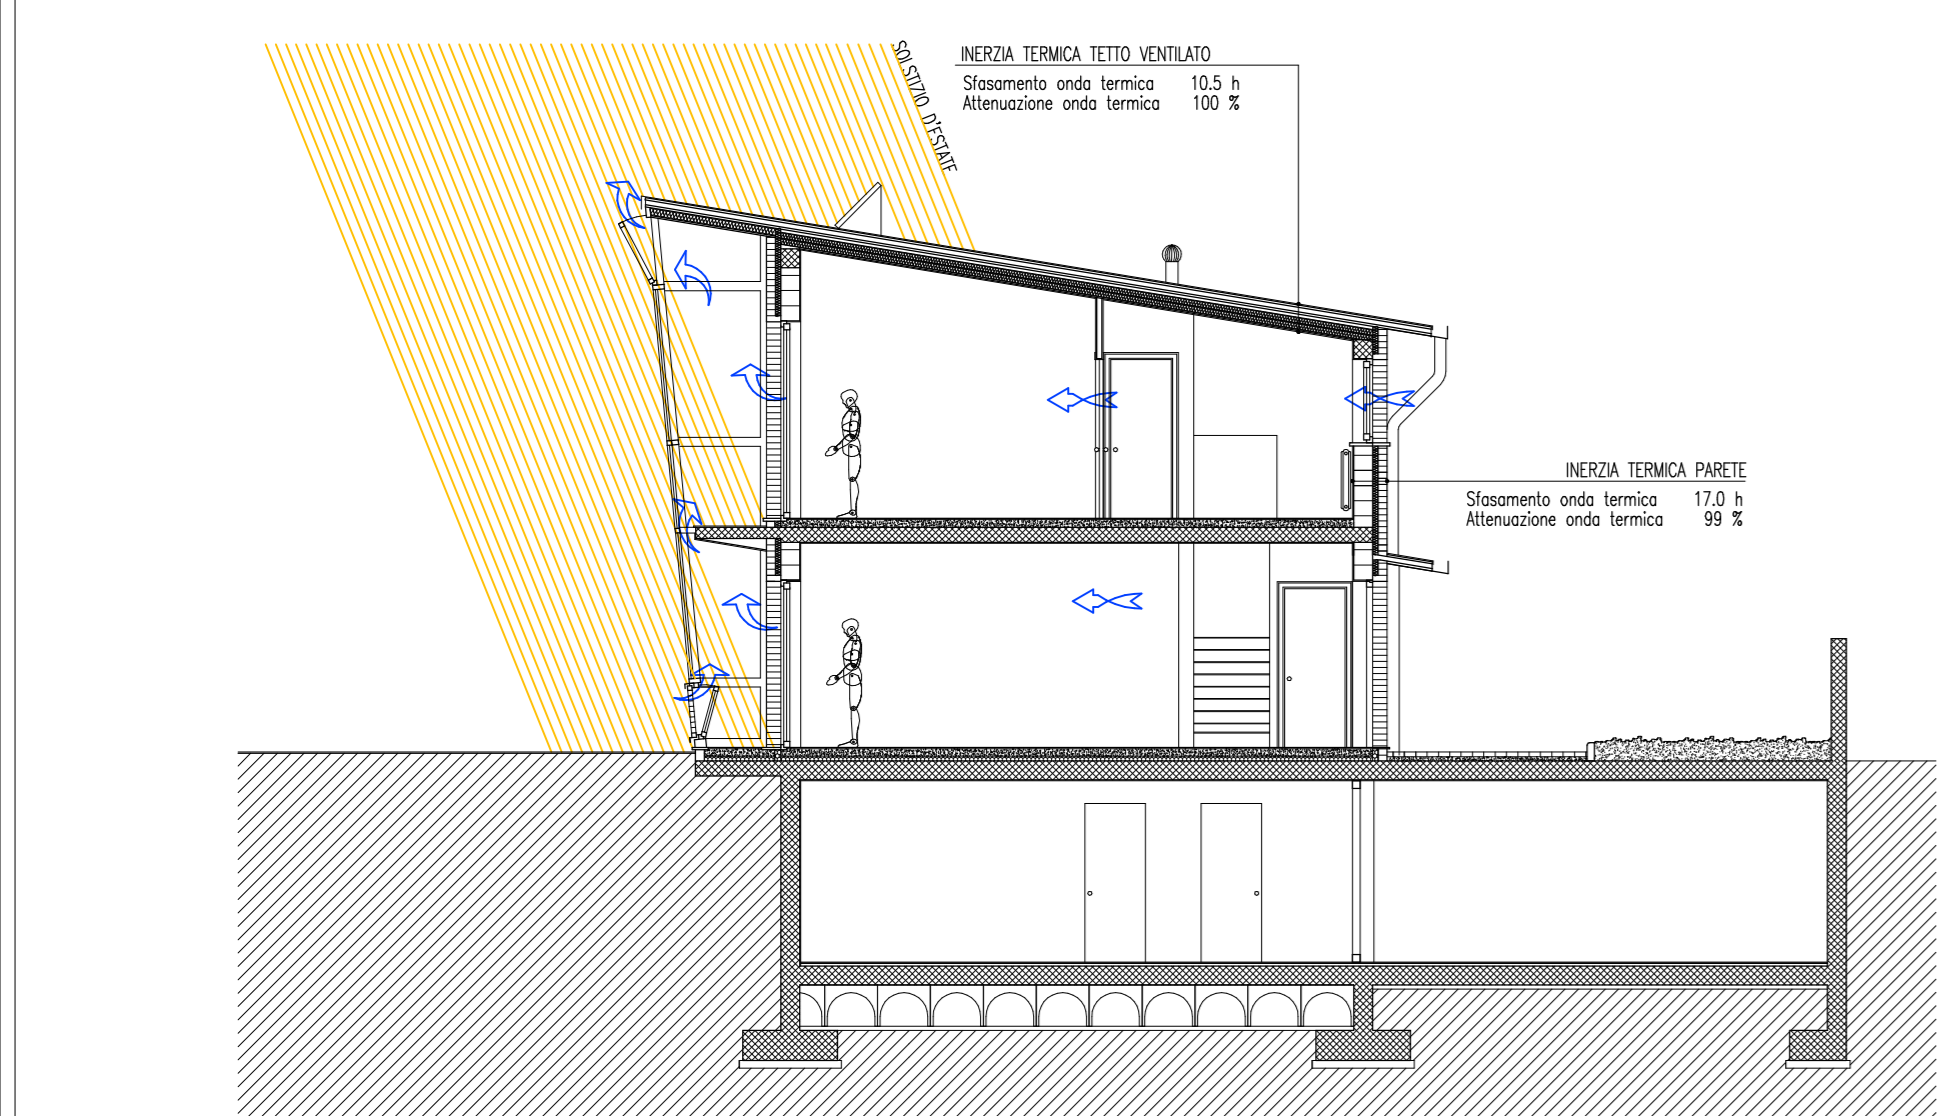 SOLSTIZIO D'ESTATE
INERZIA TERMICA TETTO VENTILATO
Sfasamento onda termica 10.5 h
Attenuazione onda termica 100 %
INERZIA TERMICA PARETE
Sfasamento onda termica 17.0 h
Attenuazione onda termica 99 %